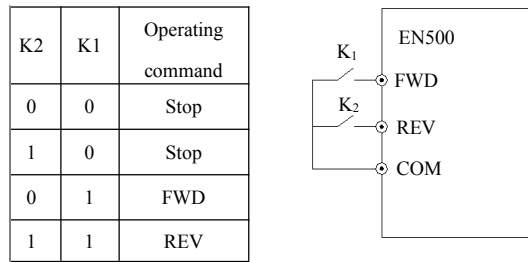 K2 K1 Operating command
0 0 Stop
1 0 Stop
0 1 FWD
1 1 REV
EN500
K1
FWD
K2
REV
COM